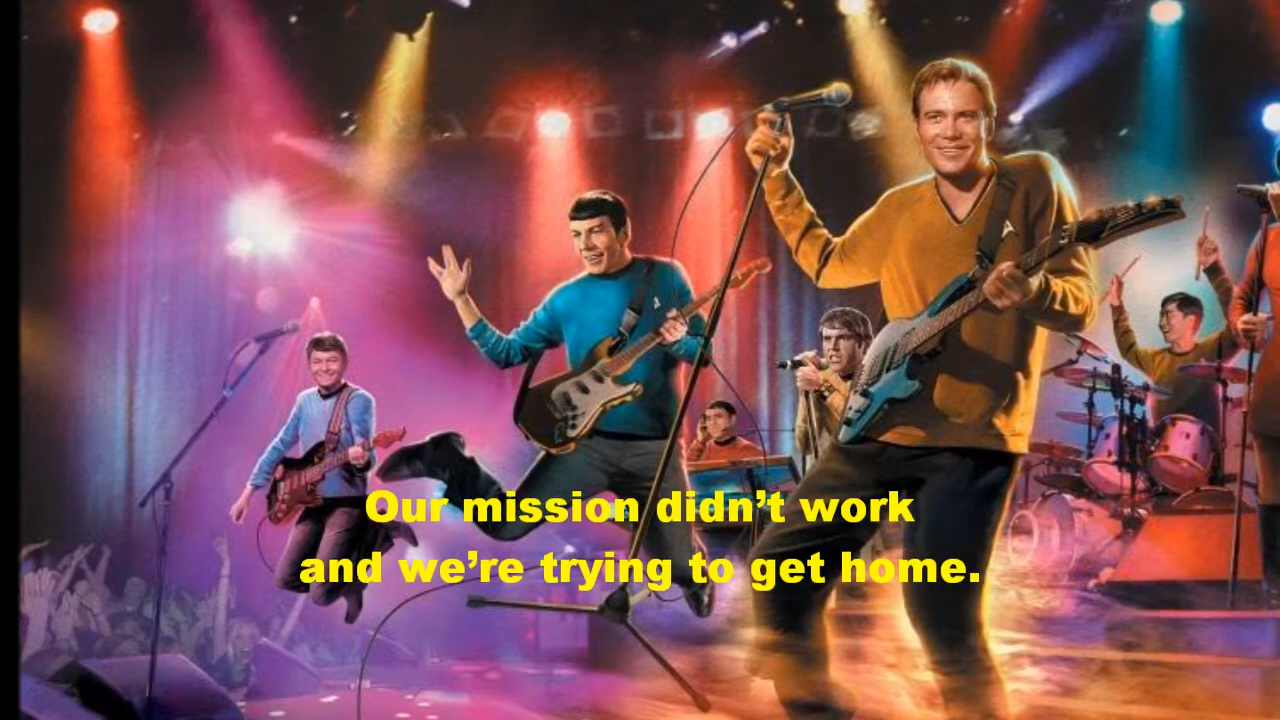 Our mission didn’t work
and we’re trying to get home.